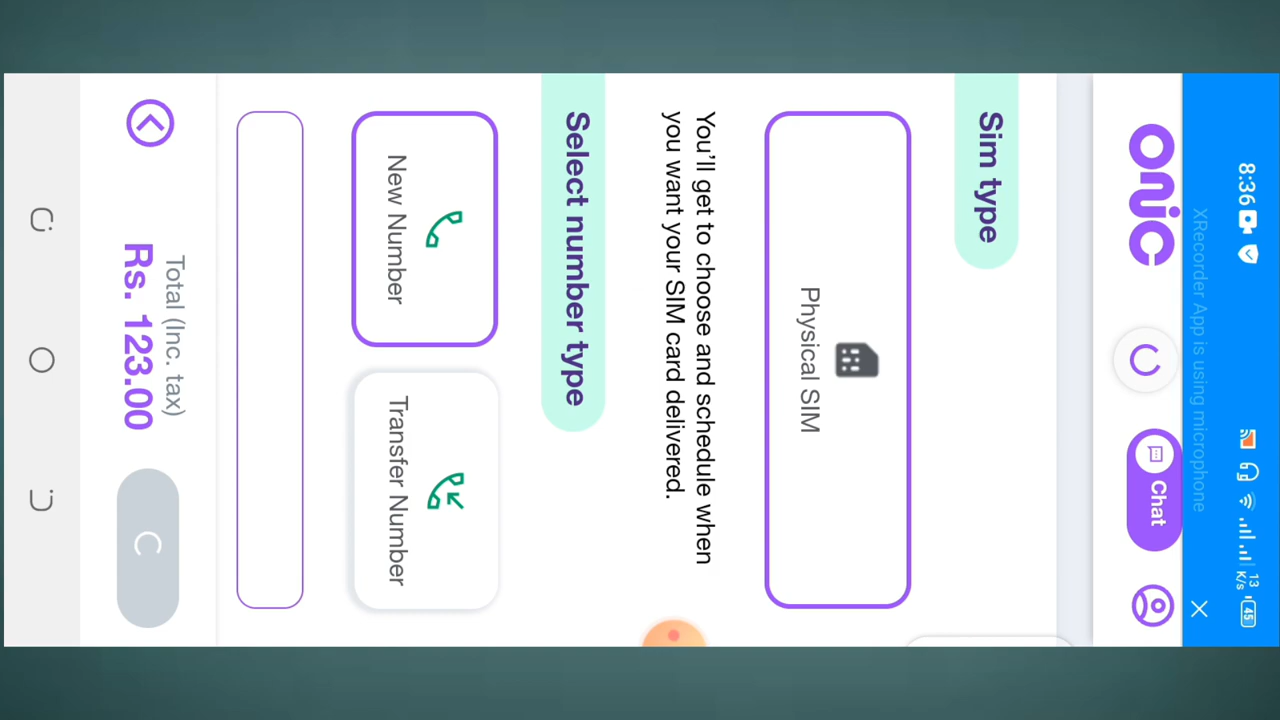 8:36
13
K/s
45
XRecorder App is using microphone
onic
Chat
Sim type
Physical SIM
You'll get to choose and schedule when
you want your SIM card delivered.
Select number type
New Number
Transfer Number
Total (Inc. tax)
Rs. 123.00